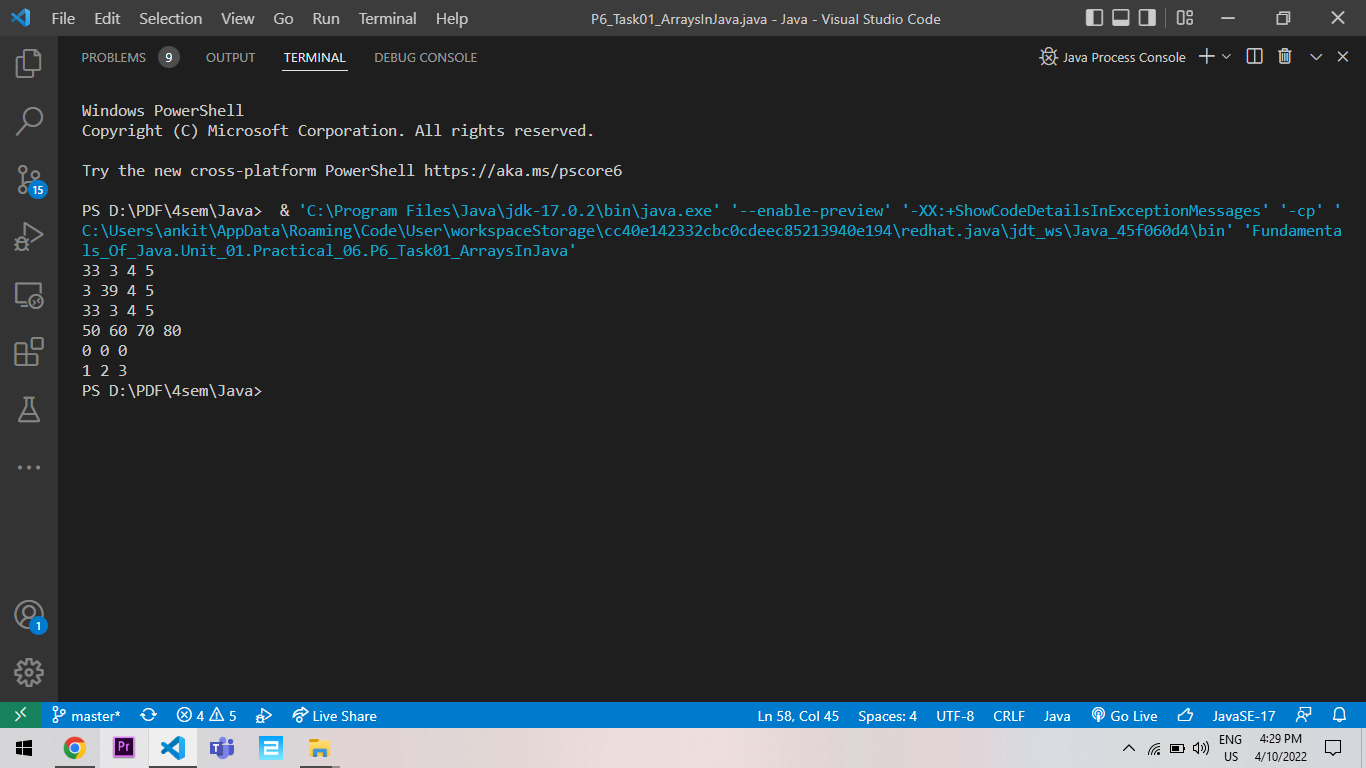 File Edit Selection View Go Run Terminal Help P6_Task01_ArraysInJava.java - Java - Visual Studio Code
PROBLEMS 9 OUTPUT TERMINAL DEBUG CONSOLE Java Process Console
Windows PowerShell
Copyright (C) Microsoft Corporation. All rights reserved.
Try the new cross-platform PowerShell https://aka.ms/pscore6
PS D:\PDF\4sem\Java>  & 'C:\Program Files\Java\jdk-17.0.2\bin\java.exe' '--enable-preview' '-XX:+ShowCodeDetailsInExceptionMessages' '-cp' '
C:\Users\ankit\AppData\Roaming\Code\User\workspaceStorage\cc40e142332cbc0cdeec85213940e194\redhat.java\jdt_ws\Java_45f060d4\bin' 'Fundamenta
ls_Of_Java.Unit_01.Practical_06.P6_Task01_ArraysInJava'
33 3 4 5
3 39 4 5
33 3 4 5
50 60 70 80
0 0 0
1 2 3
PS D:\PDF\4sem\Java>
15
1
master* 4 5 Live Share Ln 58, Col 45 Spaces: 4 UTF-8 CRLF Java Go Live JavaSE-17
Pr 2 ENG 4:29 PM
US 4/10/2022